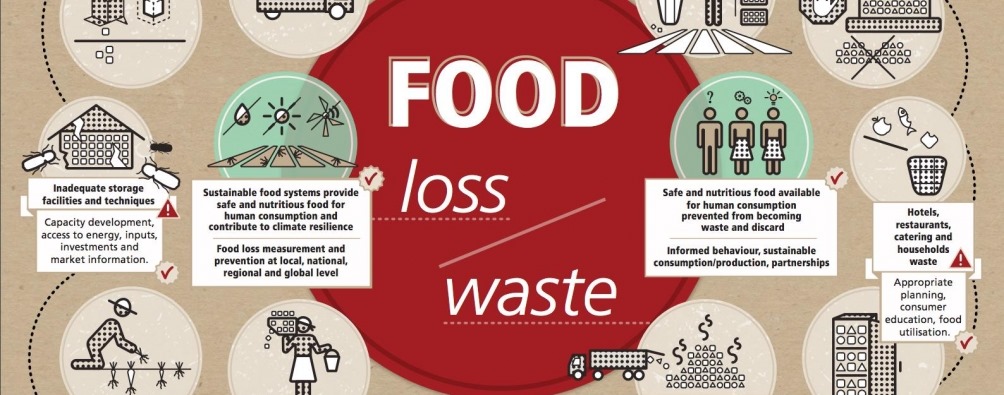 FOOD
loss
waste
Inadequate storage
facilities and techniques
Capacity development,
access to energy, inputs,
investments and
market information.
Sustainable food systems provide
safe and nutritious food for
human consumption and
contribute to climate resilience
Food loss measurement and
prevention at local, national,
regional and global level
?
Safe and nutritious food available
for human consumption
prevented from becoming
waste and discard
Informed behaviour, sustainable
consumption/production, partnerships
Hotels,
restaurants,
catering and
households
waste
Appropriate
planning,
consumer
education, food
utilisation.